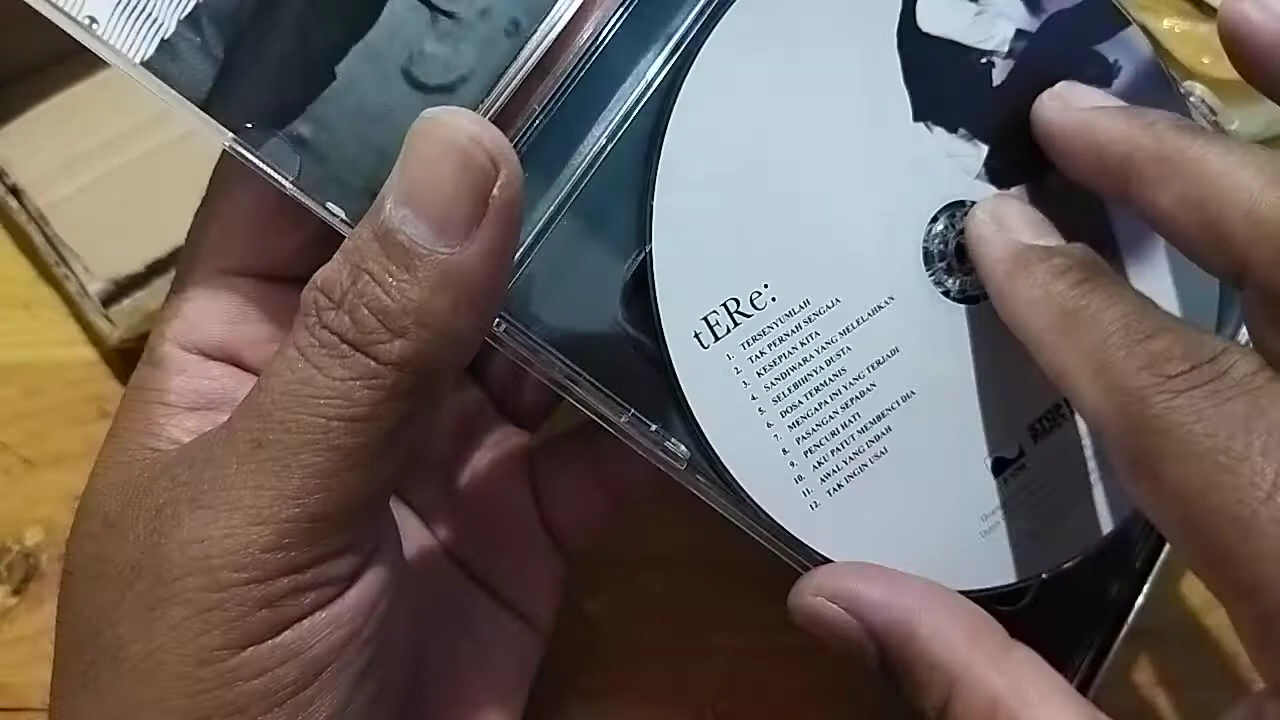 tERe:
1. TERSENYUMLAH
2. TAK PERNAH SENGAJA
3. KESEPIAN KITA
4. SANDIWARA YANG MELELAHKAN
5. SELEBIHNYA DUSTA
6. DOSA TERMANIS
7. MENGAPA INI YANG TERJADI
8. PASANGAN SEPADAN
9. PENCURI HATI
10. AKU PATUT MEMBENCI DIA
11. AWAL YANG INDAH
12. TAK INGIN USAI